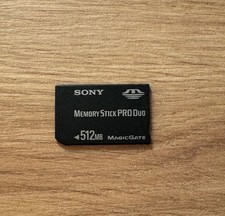 SONY
MEMORY STICK PRO DUO
512MB MAGICGATE